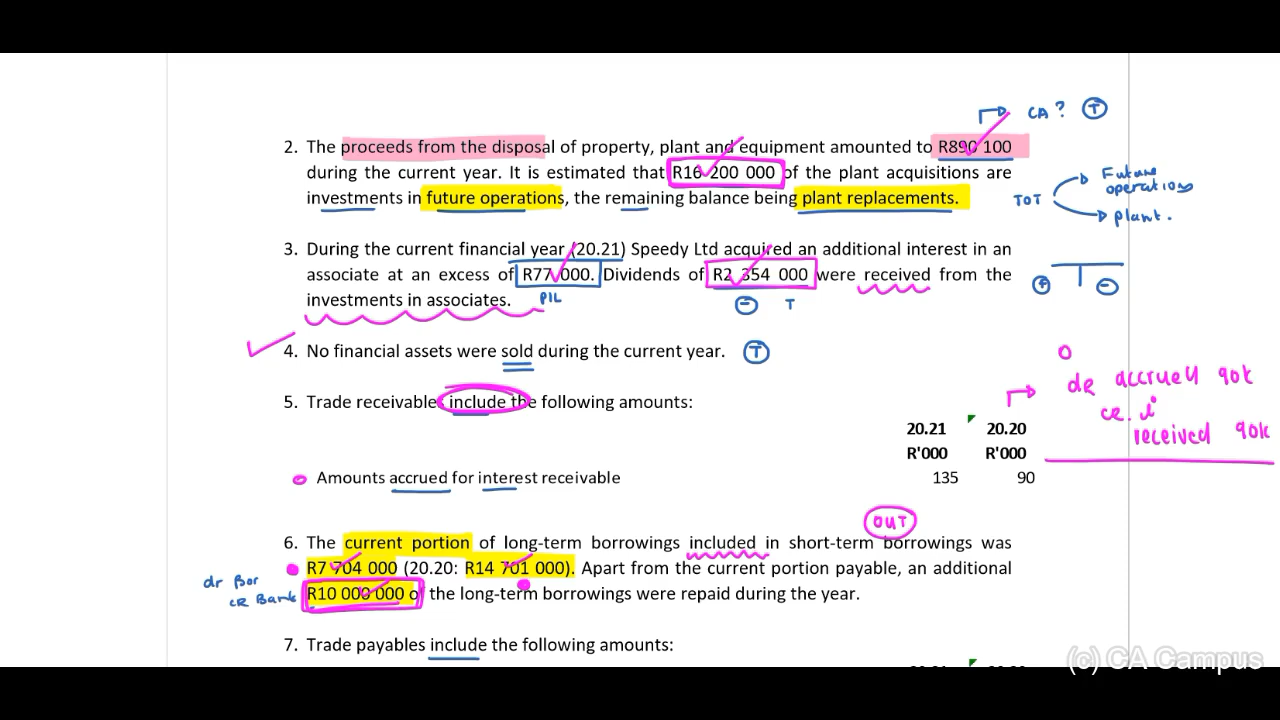 CA? T
2. The proceeds from the disposal of property, plant and equipment amounted to R890 100
during the current year. It is estimated that R16 200 000 of the plant acquisitions are
investments in future operations, the remaining balance being plant replacements.
TOT
Future
operations
plant.
3. During the current financial year (20.21) Speedy Ltd acquired an additional interest in an
associate at an excess of R77 000. Dividends of R2 354 000 were received from the
investments in associates.
P/L
T
4. No financial assets were sold during the current year. T
5. Trade receivables include the following amounts:
dr accrued 90k
cr. i
received 90k
20.21 20.20
R'000 R'000
Amounts accrued for interest receivable 135 90
OUT
6. The current portion of long-term borrowings included in short-term borrowings was
R7 704 000 (20.20: R14 701 000). Apart from the current portion payable, an additional
R10 000 000 of the long-term borrowings were repaid during the year.
dr Bor
CR Bank
7. Trade payables include the following amounts:
(c) CA Campus